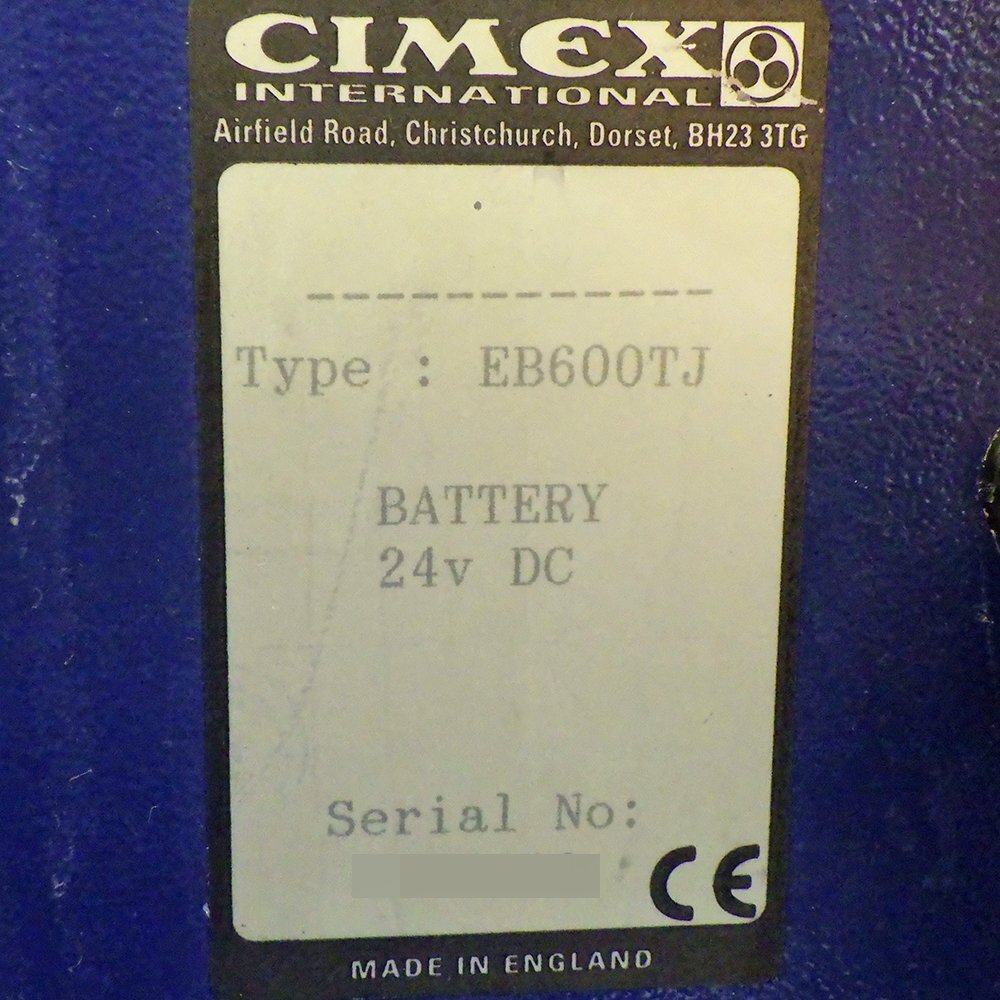 CIMEX
INTERNATIONAL
Airfield Road, Christchurch, Dorset, BH23 3TG
------------
Type : EB600TJ
BATTERY
24v DC
Serial No:
CE
MADE IN ENGLAND